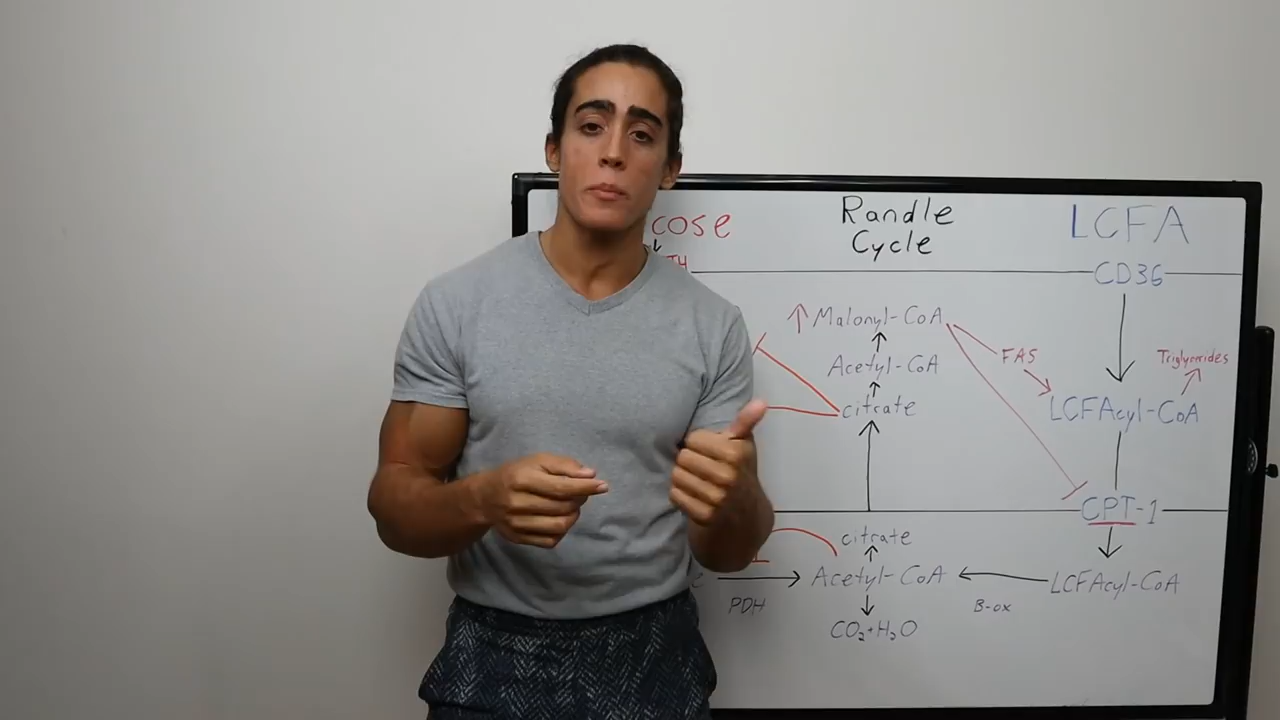 cose
Randle
Cycle
LCFA
CD36
↑ Malonyl-CoA
FAS
Triglycerides
Acetyl-CoA
LCFAcyl-CoA
citrate
CPT-1
citrate
Acetyl-CoA
LCFAcyl-CoA
PDH
B-ox
CO₂+H₂O